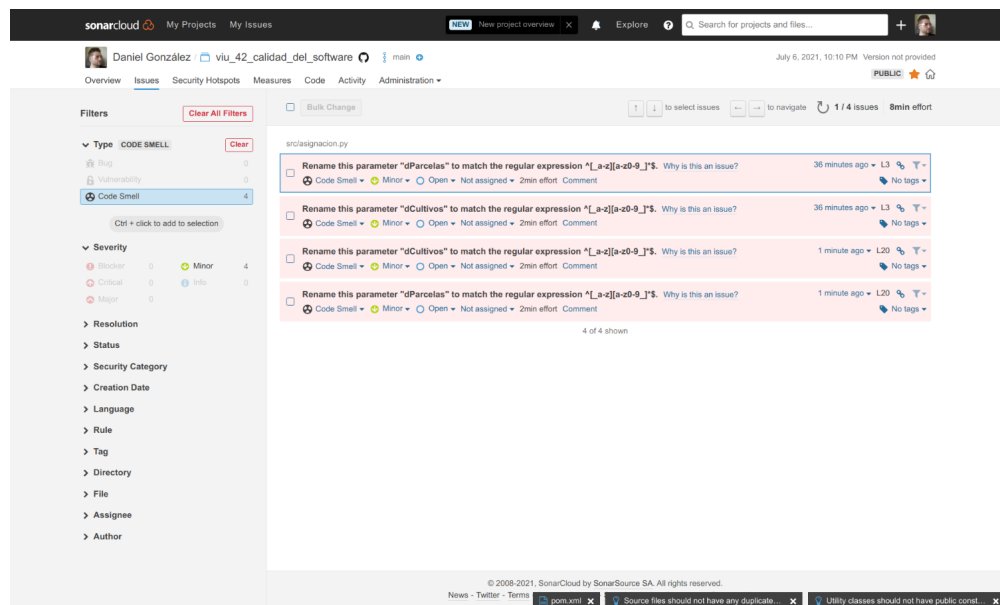 sonarcloud My Projects My Issues NEW New project overview × Explore ? Search for projects and files... +
Daniel González / viu_42_calidad_del_software main July 6, 2021, 10:10 PM Version not provided
Overview Issues Security Hotspots Measures Code Activity Administration PUBLIC
Filters Clear All Filters Bulk Change ↑ ↓ to select issues ← → to navigate 1 / 4 issues 8min effort
Type CODE SMELL Clear
src/asignacion.py
Bug 0
Vulnerability 0
Code Smell 4
Ctrl + click to add to selection
Severity
Blocker 0 Minor 4
Critical 0 Info 0
Major 0
Resolution
Status
Security Category
Creation Date
Language
Rule
Tag
Directory
File
Assignee
Author
Rename this parameter "dParcelas" to match the regular expression ^[_a-z][a-z0-9_]*$. Why is this an issue? 36 minutes ago L3
Code Smell Minor Open Not assigned 2min effort Comment No tags
Rename this parameter "dCultivos" to match the regular expression ^[_a-z][a-z0-9_]*$. Why is this an issue? 36 minutes ago L3
Code Smell Minor Open Not assigned 2min effort Comment No tags
Rename this parameter "dCultivos" to match the regular expression ^[_a-z][a-z0-9_]*$. Why is this an issue? 1 minute ago L20
Code Smell Minor Open Not assigned 2min effort Comment No tags
Rename this parameter "dParcelas" to match the regular expression ^[_a-z][a-z0-9_]*$. Why is this an issue? 1 minute ago L20
Code Smell Minor Open Not assigned 2min effort Comment No tags
4 of 4 shown
© 2008-2021, SonarCloud by SonarSource SA. All rights reserved.
News - Twitter - Terms
pom.xml × Source files should not have any duplicate... × Utility classes should not have public const... ×